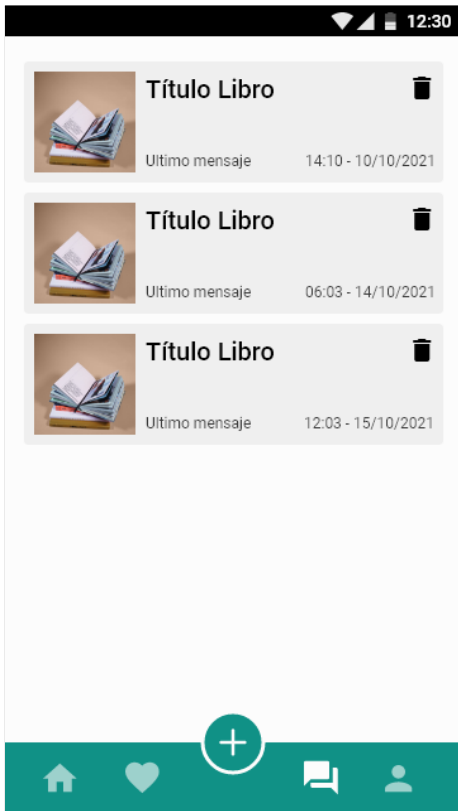 12:30
Título Libro
Ultimo mensaje 14:10 - 10/10/2021
Título Libro
Ultimo mensaje 06:03 - 14/10/2021
Título Libro
Ultimo mensaje 12:03 - 15/10/2021